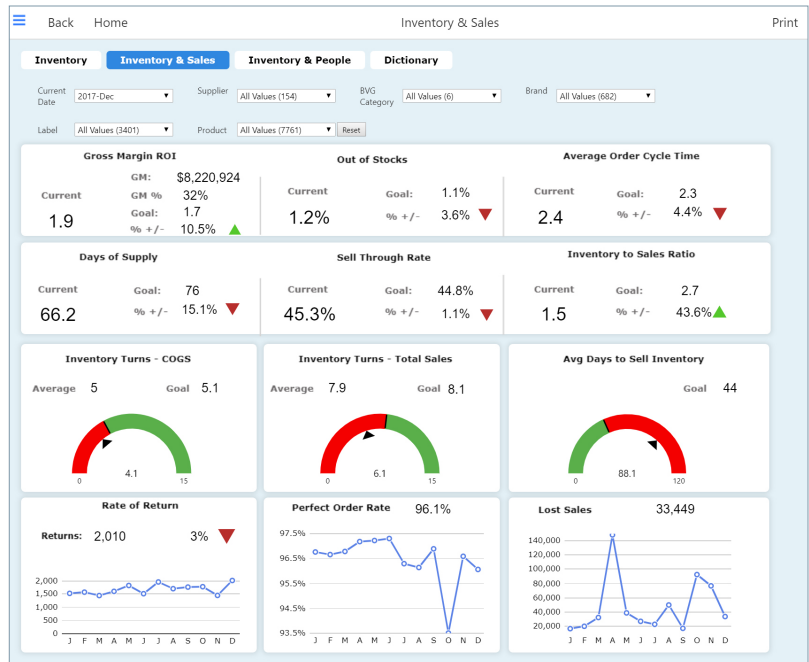 Back Home Inventory & Sales Print
Inventory Inventory & Sales Inventory & People Dictionary
Current Date 2017-Dec Supplier All Values (154) BVG Category All Values (6) Brand All Values (682)
Label All Values (3401) Product All Values (7761) Reset
Gross Margin ROI
GM: $8,220,924
Current GM % 32%
1.9 Goal: 1.7
% +/- 10.5%
Out of Stocks
Current Goal: 1.1%
1.2% % +/- 3.6%
Average Order Cycle Time
Current Goal: 2.3
2.4 % +/- 4.4%
Days of Supply
Current Goal: 76
66.2 % +/- 15.1%
Sell Through Rate
Current Goal: 44.8%
45.3% % +/- 1.1%
Inventory to Sales Ratio
Current Goal: 2.7
1.5 % +/- 43.6%
Inventory Turns - COGS
Average 5 Goal 5.1
4.1
0 15
Inventory Turns - Total Sales
Average 7.9 Goal 8.1
6.1
0 15
Avg Days to Sell Inventory
Goal 44
88.1
0 120
Rate of Return
Returns: 2,010 3%
2,000
1,500
1,000
500
0
J F M A M J J A S O N D
Perfect Order Rate 96.1%
97.5%
96.5%
95.5%
94.5%
93.5%
J F M A M J J A S O N D
Lost Sales 33,449
140,000
120,000
100,000
80,000
60,000
40,000
20,000
J F M A M J J A S O N D